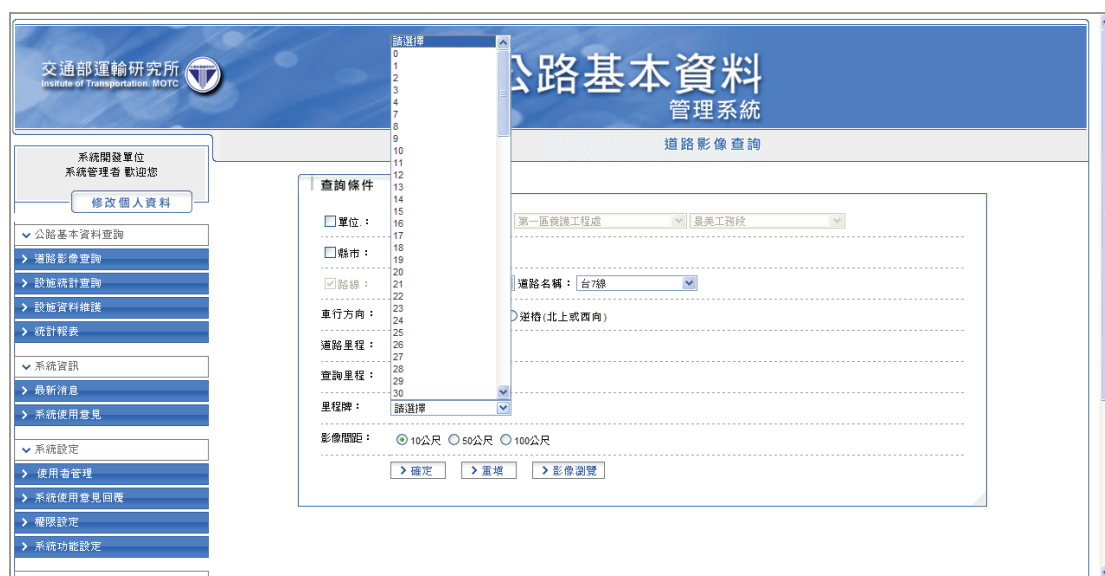 交通部運輸研究所
Institute of Transportation. MOTC
公路基本資料
管理系統
道路影像查詢
系統開發單位
系統管理者 歡迎您
修改個人資料
公路基本資料查詢
道路影像查詢
設施統計查詢
設施資料維護
統計報表
系統資訊
最新消息
系統使用意見
系統設定
使用者管理
系統使用意見回覆
權限設定
系統功能設定
查詢條件
單位.： 第一區養護工程處 景美工務段
縣市：
路線： 道路名稱： 台7線
車行方向： 逆樁(北上或西向)
道路里程：
查詢里程：
里程牌： 請選擇
請選擇
0
1
2
3
4
7
8
9
10
11
12
13
14
15
16
17
18
19
20
21
22
23
24
25
26
27
28
29
30
影像間距： 10公尺 50公尺 100公尺
確定 重填 影像瀏覽